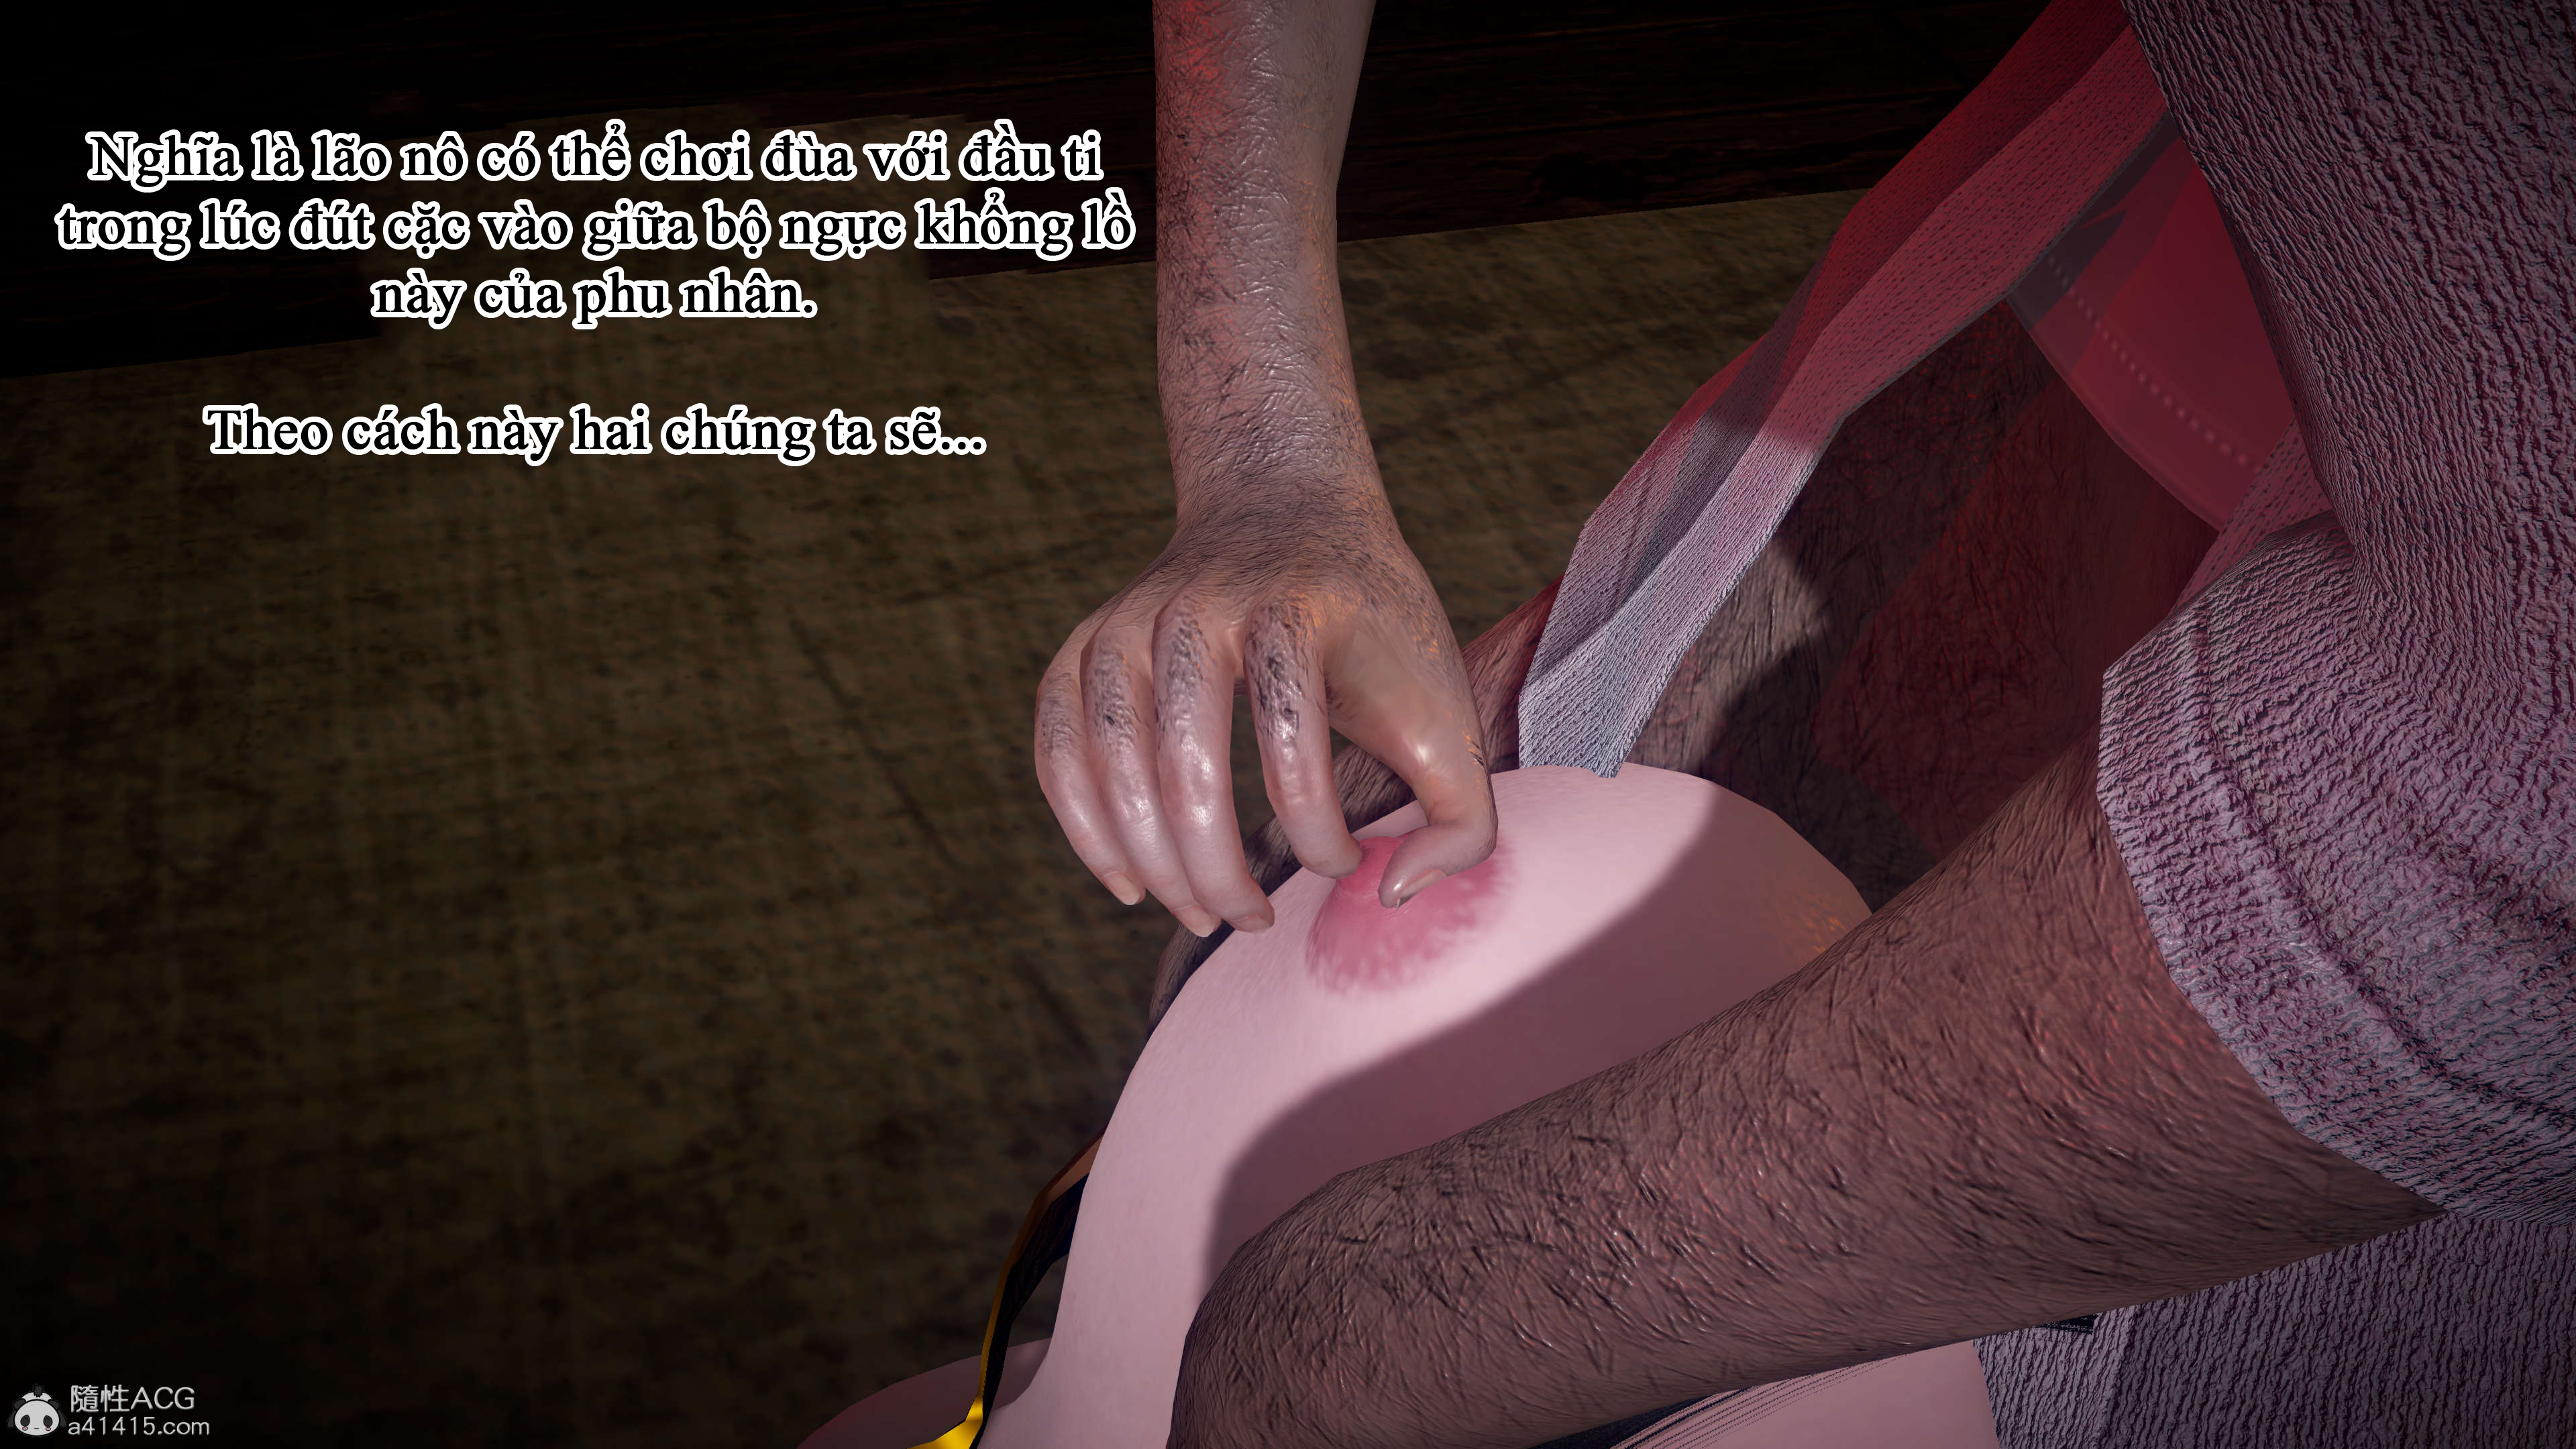 Nghĩa là lão nô có thể chơi đùa với đầu ti
trong lúc đút cặc vào giữa bộ ngực khổng lồ
này của phu nhân.
Theo cách này hai chúng ta sẽ...
隨性ACG
a41415.com